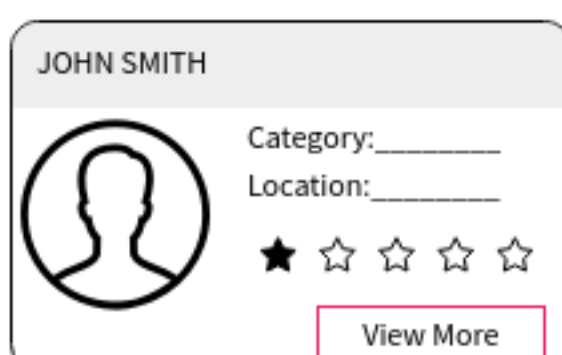 JOHN SMITH
Category:________
Location:________
View More